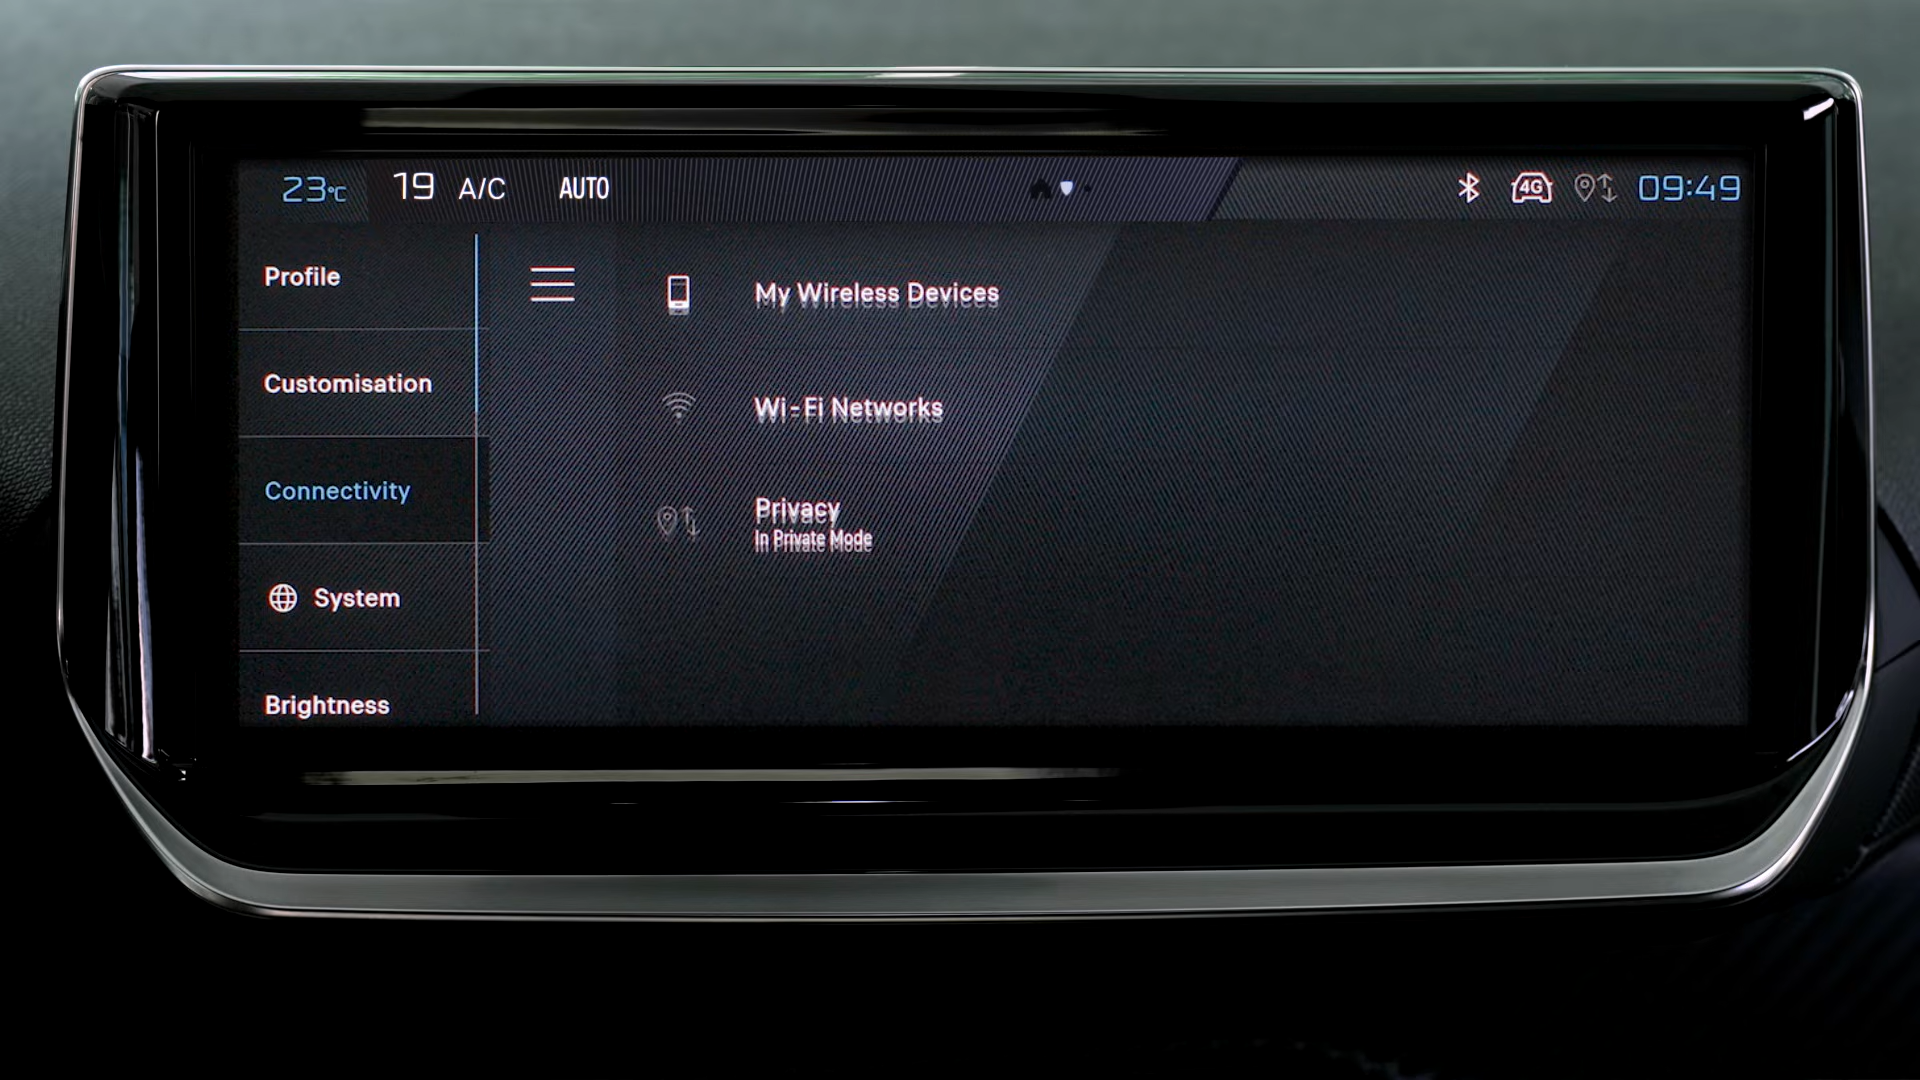 23°C 19 A/C AUTO 4G 09:49
Profile
Customisation
Connectivity
System
Brightness
My Wireless Devices
Wi-Fi Networks
Privacy
In Private Mode